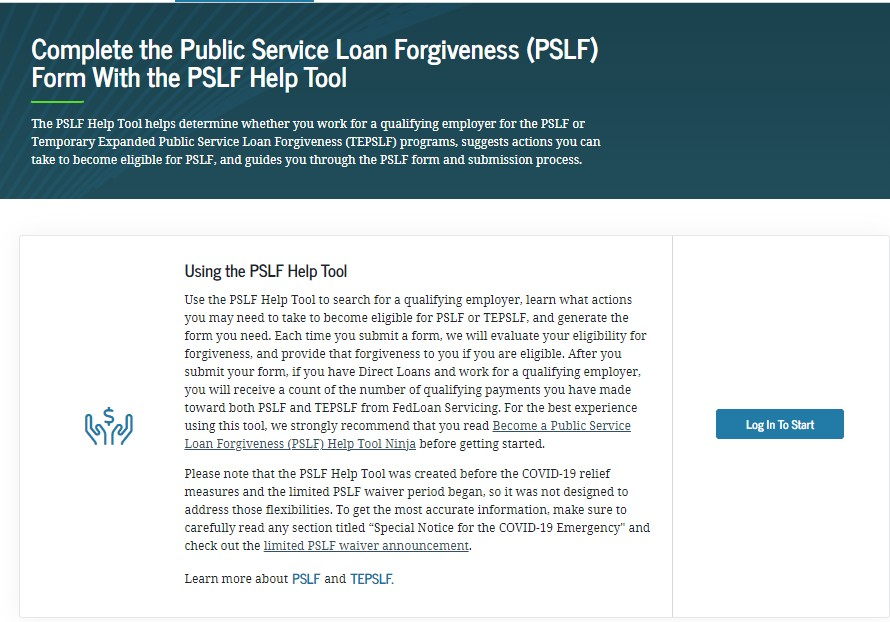 Complete the Public Service Loan Forgiveness (PSLF)
Form With the PSLF Help Tool
The PSLF Help Tool helps determine whether you work for a qualifying employer for the PSLF or
Temporary Expanded Public Service Loan Forgiveness (TEPSLF) programs, suggests actions you can
take to become eligible for PSLF, and guides you through the PSLF form and submission process.
Using the PSLF Help Tool
Use the PSLF Help Tool to search for a qualifying employer, learn what actions
you may need to take to become eligible for PSLF or TEPSLF, and generate the
form you need. Each time you submit a form, we will evaluate your eligibility for
forgiveness, and provide that forgiveness to you if you are eligible. After you
submit your form, if you have Direct Loans and work for a qualifying employer,
you will receive a count of the number of qualifying payments you have made
toward both PSLF and TEPSLF from FedLoan Servicing. For the best experience
using this tool, we strongly recommend that you read Become a Public Service
Loan Forgiveness (PSLF) Help Tool Ninja before getting started.
Please note that the PSLF Help Tool was created before the COVID-19 relief
measures and the limited PSLF waiver period began, so it was not designed to
address those flexibilities. To get the most accurate information, make sure to
carefully read any section titled “Special Notice for the COVID-19 Emergency" and
check out the limited PSLF waiver announcement.
Learn more about PSLF and TEPSLF.
$
Log In To Start